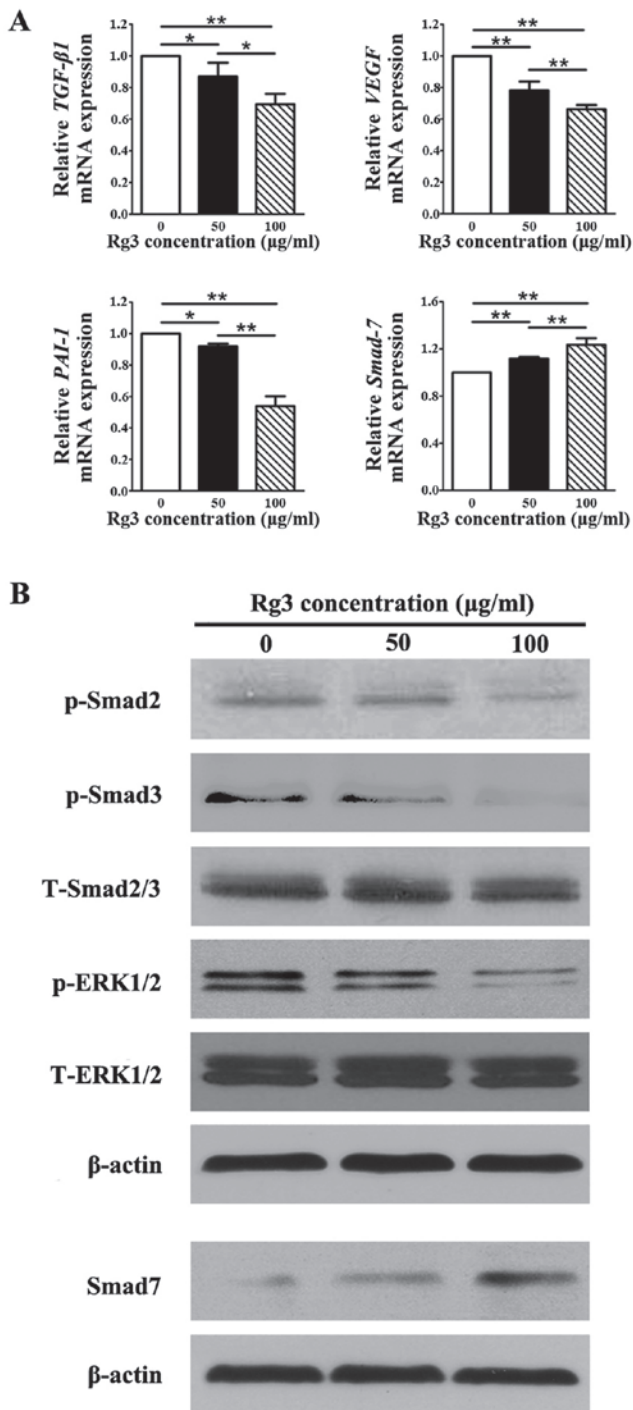 A
Relative TGF-β1
mRNA expression
1.2
1.0
0.8
0.6
0.4
0.2
0.0
**
*
*
0 50 100
Rg3 concentration (µg/ml)
Relative VEGF
mRNA expression
1.2
1.0
0.8
0.6
0.4
0.2
0.0
**
**
**
0 50 100
Rg3 concentration (µg/ml)
Relative PAI-1
mRNA expression
1.2
1.0
0.8
0.6
0.4
0.2
0.0
**
*
**
0 50 100
Rg3 concentration (µg/ml)
Relative Smad-7
mRNA expression
1.6
1.2
0.8
0.4
0.0
**
**
**
0 50 100
Rg3 concentration (µg/ml)
B
Rg3 concentration (µg/ml)
0 50 100
p-Smad2
p-Smad3
T-Smad2/3
p-ERK1/2
T-ERK1/2
β-actin
Smad7
β-actin